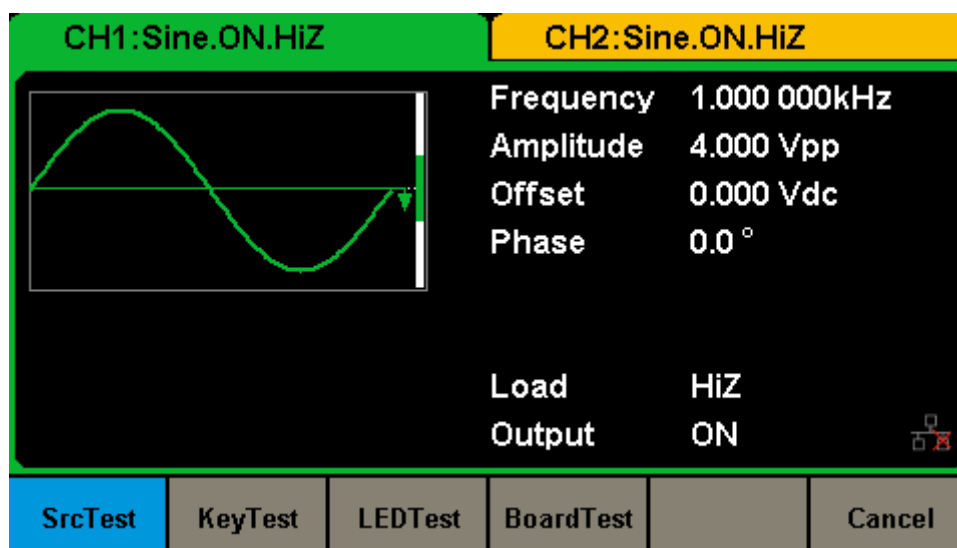 CH1:Sine.ON.HiZ CH2:Sine.ON.HiZ
Frequency 1.000 000kHz
Amplitude 4.000 Vpp
Offset 0.000 Vdc
Phase 0.0 °
Load HiZ
Output ON
SrcTest KeyTest LEDTest BoardTest Cancel